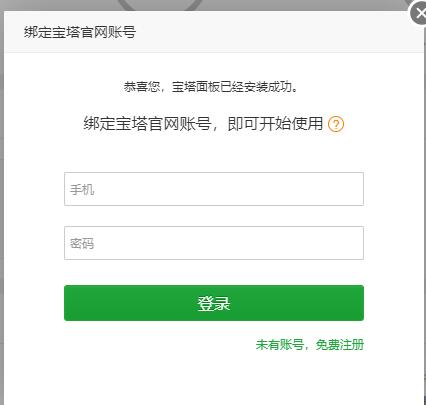 绑定宝塔官网账号
恭喜您，宝塔面板已经安装成功。
绑定宝塔官网账号，即可开始使用 ?
手机
密码
登录
未有账号，免费注册